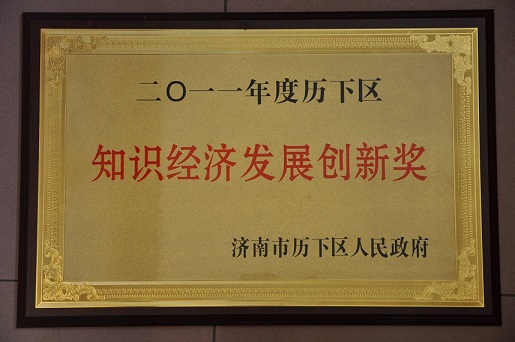 二〇一一年度历下区
知识经济发展创新奖
济南市历下区人民政府